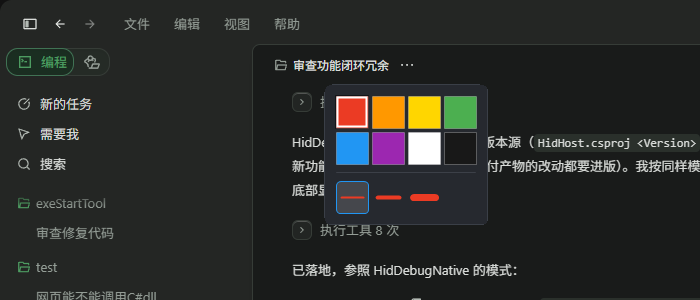 文件 编辑 视图 帮助
编程
审查功能闭环冗余 ···
新的任务
需要我
搜索
exeStartTool
审查修复代码
test
网页能不能调用C#dll
HidDe 版本源（HidHost.csproj <Version>
新功能 付产物的改动都要进版）。我按同样模
底部
执行工具 8 次
已落地，参照 HidDebugNative 的模式：